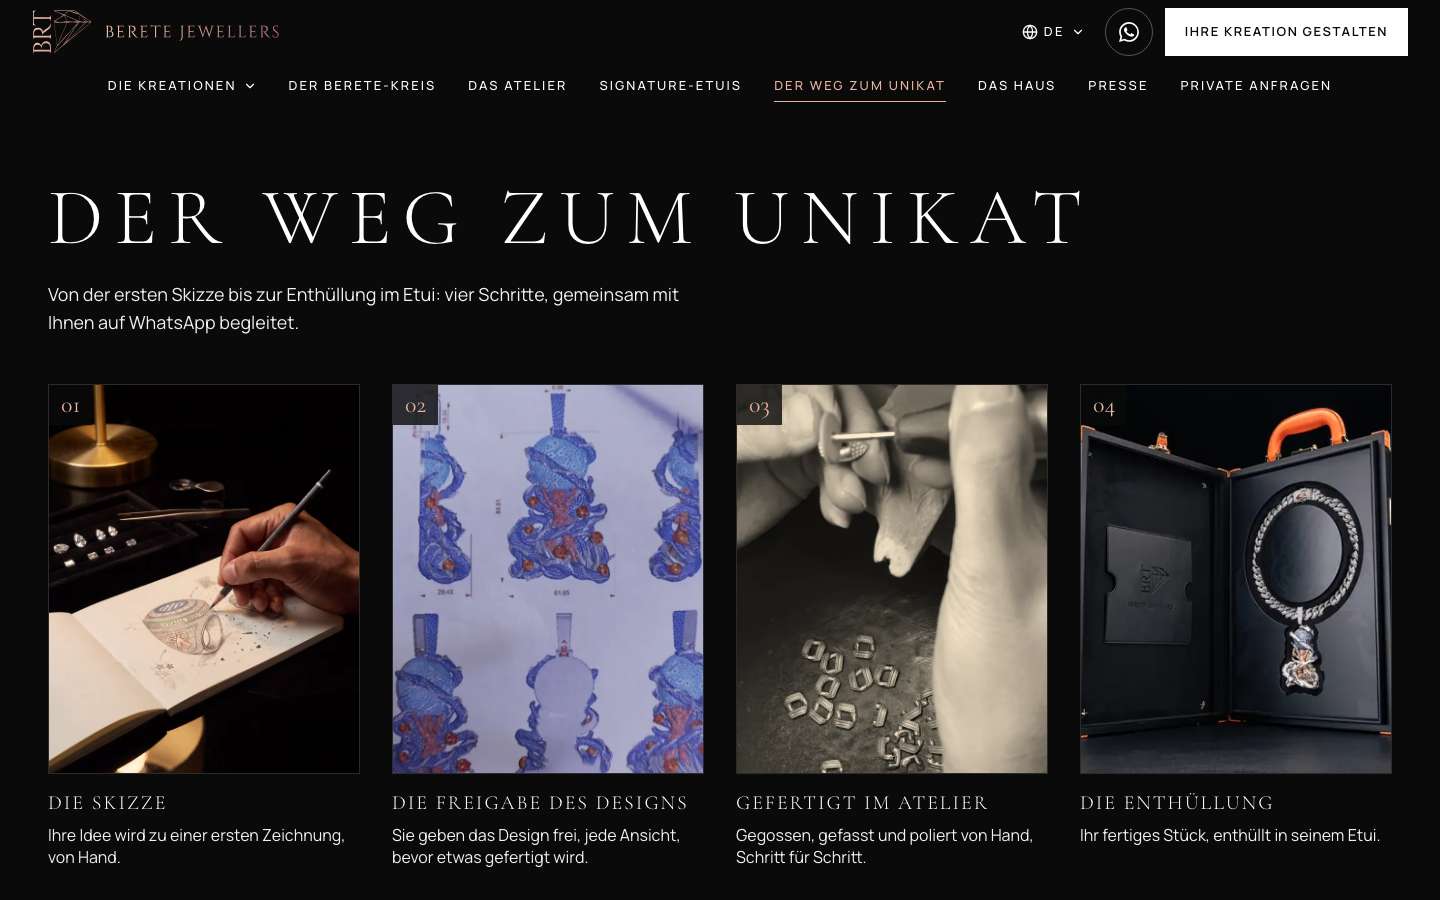 BRT BERETE JEWELLERS
DE
IHRE KREATION GESTALTEN
DIE KREATIONEN
DER BERETE-KREIS
DAS ATELIER
SIGNATURE-ETUIS
DER WEG ZUM UNIKAT
DAS HAUS
PRESSE
PRIVATE ANFRAGEN
DER WEG ZUM UNIKAT
Von der ersten Skizze bis zur Enthüllung im Etui: vier Schritte, gemeinsam mit
Ihnen auf WhatsApp begleitet.
01
02
03
04
61.65
BRT
DIE SKIZZE
Ihre Idee wird zu einer ersten Zeichnung,
von Hand.
DIE FREIGABE DES DESIGNS
Sie geben das Design frei, jede Ansicht,
bevor etwas gefertigt wird.
GEFERTIGT IM ATELIER
Gegossen, gefasst und poliert von Hand,
Schritt für Schritt.
DIE ENTHÜLLUNG
Ihr fertiges Stück, enthüllt in seinem Etui.